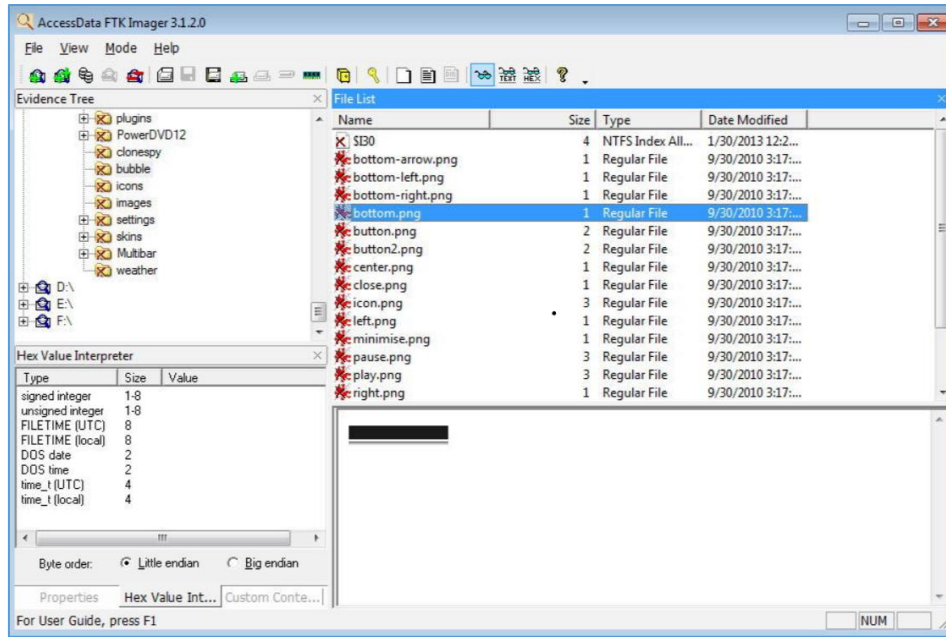 AccessData FTK Imager 3.1.2.0
File View Mode Help
Evidence Tree
plugins
PowerDVD12
clonespy
bubble
icons
images
settings
skins
Multibar
weather
D:\
E:\
F:\
Hex Value Interpreter
Type Size Value
signed integer 1-8
unsigned integer 1-8
FILETIME (UTC) 8
FILETIME (local) 8
DOS date 2
DOS time 2
time_t (UTC) 4
time_t (local) 4
Byte order: Little endian Big endian
Properties Hex Value Int... Custom Conte...
File List
Name Size Type Date Modified
$I30 4 NTFS Index All... 1/30/2013 12:2...
bottom-arrow.png 1 Regular File 9/30/2010 3:17:...
bottom-left.png 1 Regular File 9/30/2010 3:17:...
bottom-right.png 1 Regular File 9/30/2010 3:17:...
bottom.png 1 Regular File 9/30/2010 3:17:...
button.png 2 Regular File 9/30/2010 3:17:...
button2.png 2 Regular File 9/30/2010 3:17:...
center.png 1 Regular File 9/30/2010 3:17:...
close.png 1 Regular File 9/30/2010 3:17:...
icon.png 3 Regular File 9/30/2010 3:17:...
left.png 1 Regular File 9/30/2010 3:17:...
minimise.png 1 Regular File 9/30/2010 3:17:...
pause.png 3 Regular File 9/30/2010 3:17:...
play.png 3 Regular File 9/30/2010 3:17:...
right.png 1 Regular File 9/30/2010 3:17:...
For User Guide, press F1
NUM